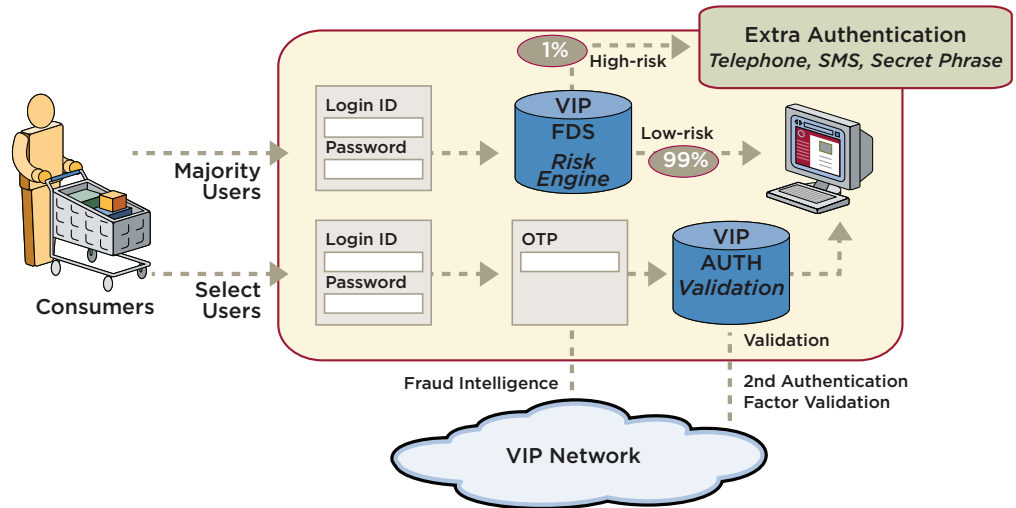 Extra Authentication
Telephone, SMS, Secret Phrase
1%
High-risk
Login ID
Password
VIP
FDS
Risk
Engine
Low-risk
99%
Majority
Users
Login ID
Password
OTP
VIP
AUTH
Validation
Consumers
Select
Users
Validation
Fraud Intelligence
2nd Authentication
Factor Validation
VIP Network